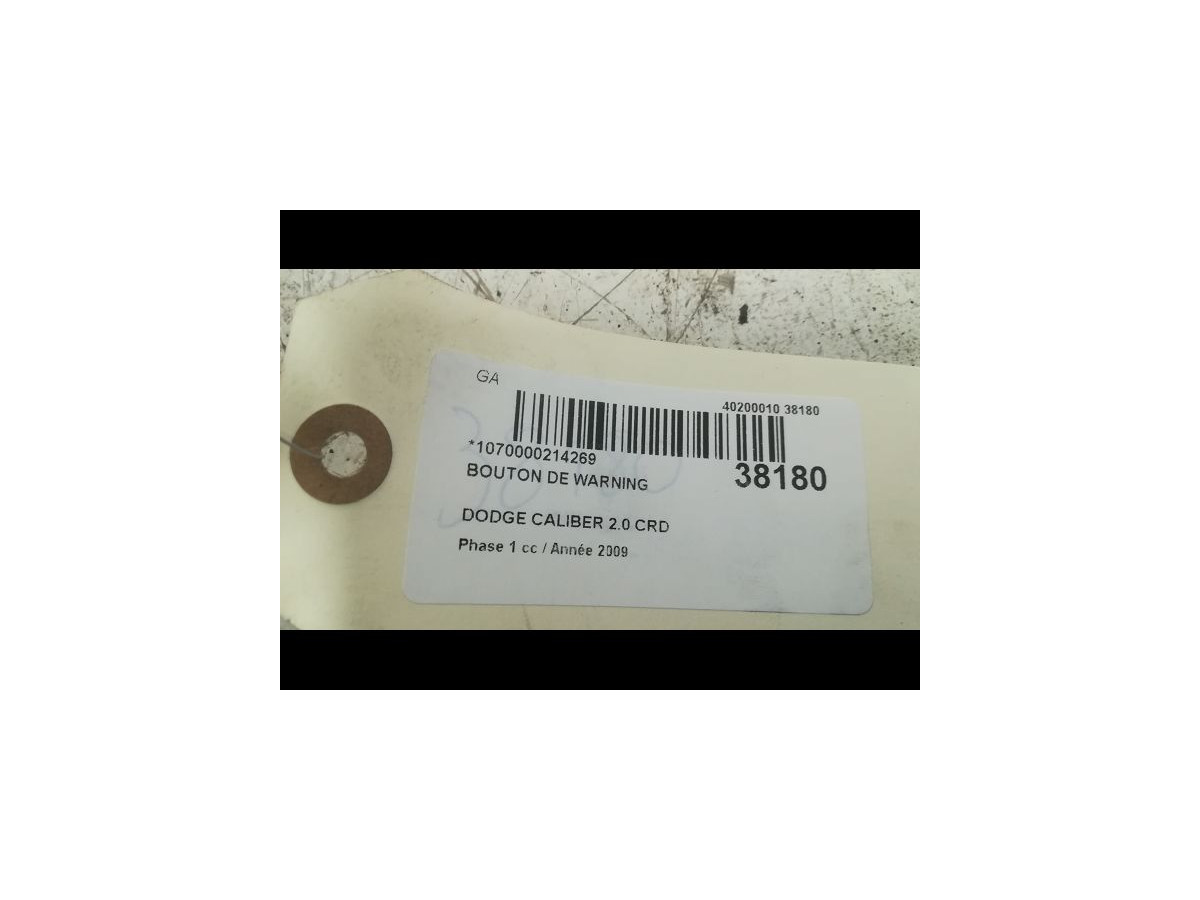 GA
40200010 38180
*1070000214269
38180
BOUTON DE WARNING
DODGE CALIBER 2.0 CRD
Phase 1 cc / Année 2009